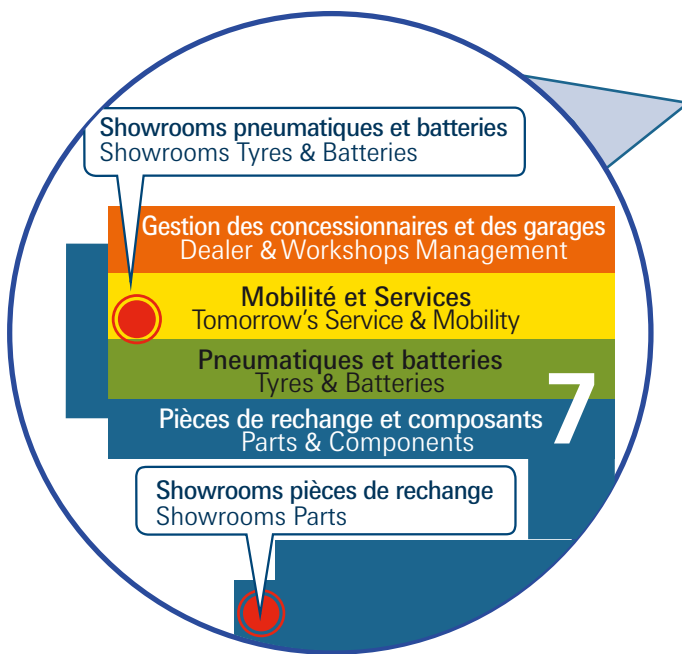 Showrooms pneumatiques et batteries
Showrooms Tyres & Batteries
Gestion des concessionnaires et des garages
Dealer & Workshops Management
Mobilité et Services
Tomorrow's Service & Mobility
Pneumatiques et batteries
Tyres & Batteries
7
Pièces de rechange et composants
Parts & Components
Showrooms pièces de rechange
Showrooms Parts